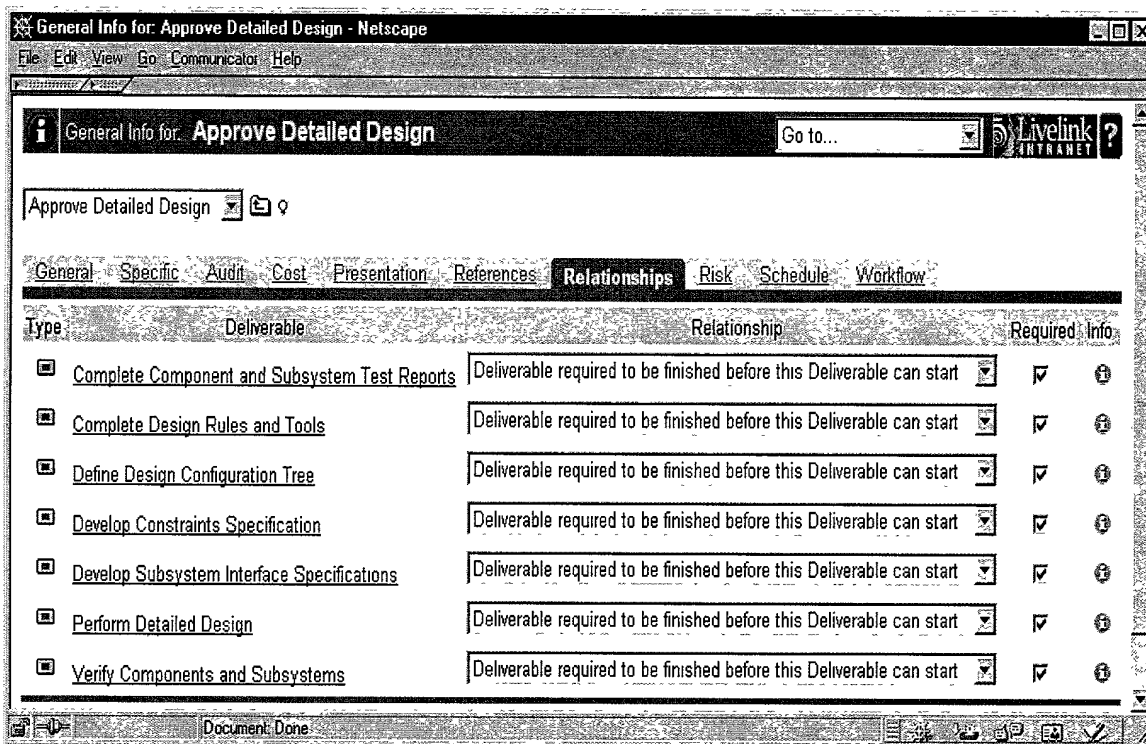 General Info for: Approve Detailed Design - Netscape
File Edit View Go Communicator Help
i General Info for: Approve Detailed Design Go to... Livelink INTRANET ?
Approve Detailed Design
General Specific Audit Cost Presentation References Relationships Risk Schedule Workflow
Type Deliverable Relationship Required Info
Complete Component and Subsystem Test Reports Deliverable required to be finished before this Deliverable can start
Complete Design Rules and Tools Deliverable required to be finished before this Deliverable can start
Define Design Configuration Tree Deliverable required to be finished before this Deliverable can start
Develop Constraints Specification Deliverable required to be finished before this Deliverable can start
Develop Subsystem Interface Specifications Deliverable required to be finished before this Deliverable can start
Perform Detailed Design Deliverable required to be finished before this Deliverable can start
Verify Components and Subsystems Deliverable required to be finished before this Deliverable can start
Document: Done